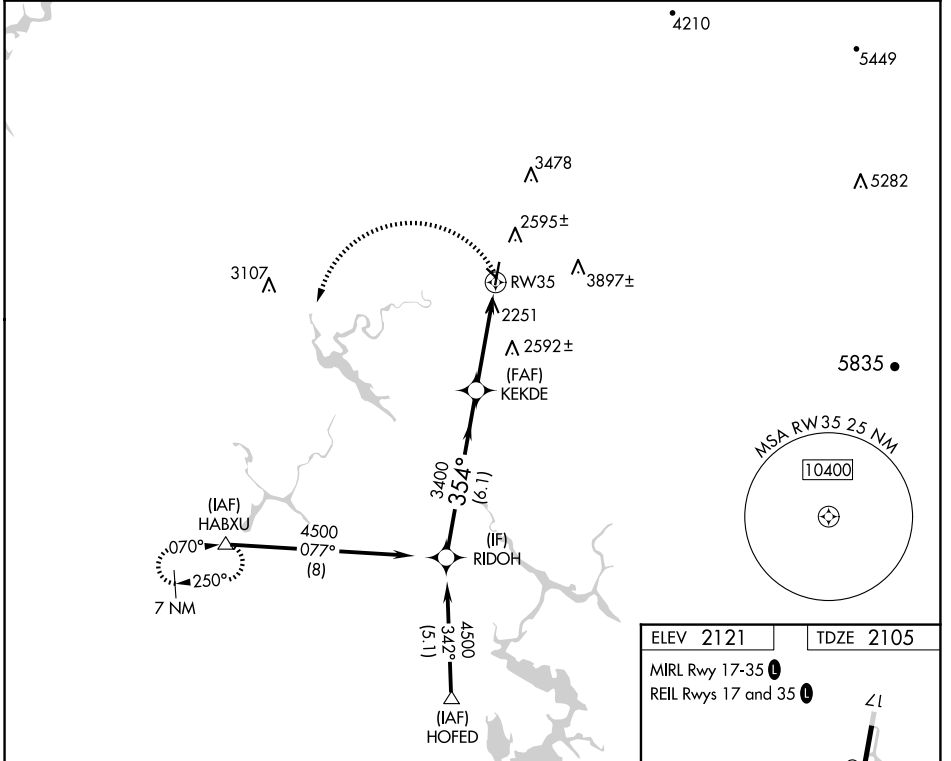 4210
5449
3478
5282
2595±
3107
RW35
3897±
2251
2592±
5835
(FAF)
KEKDE
MSA RW35 25 NM
10400
3400
354°
(6.1)
(IAF)
HABXU
4500
077°
(8)
(IF)
RIDOH
070°
250°
7 NM
4500
342°
(5.1)
(IAF)
HOFED
ELEV 2121
TDZE 2105
MIRL Rwy 17-35 L
REIL Rwys 17 and 35 L
17